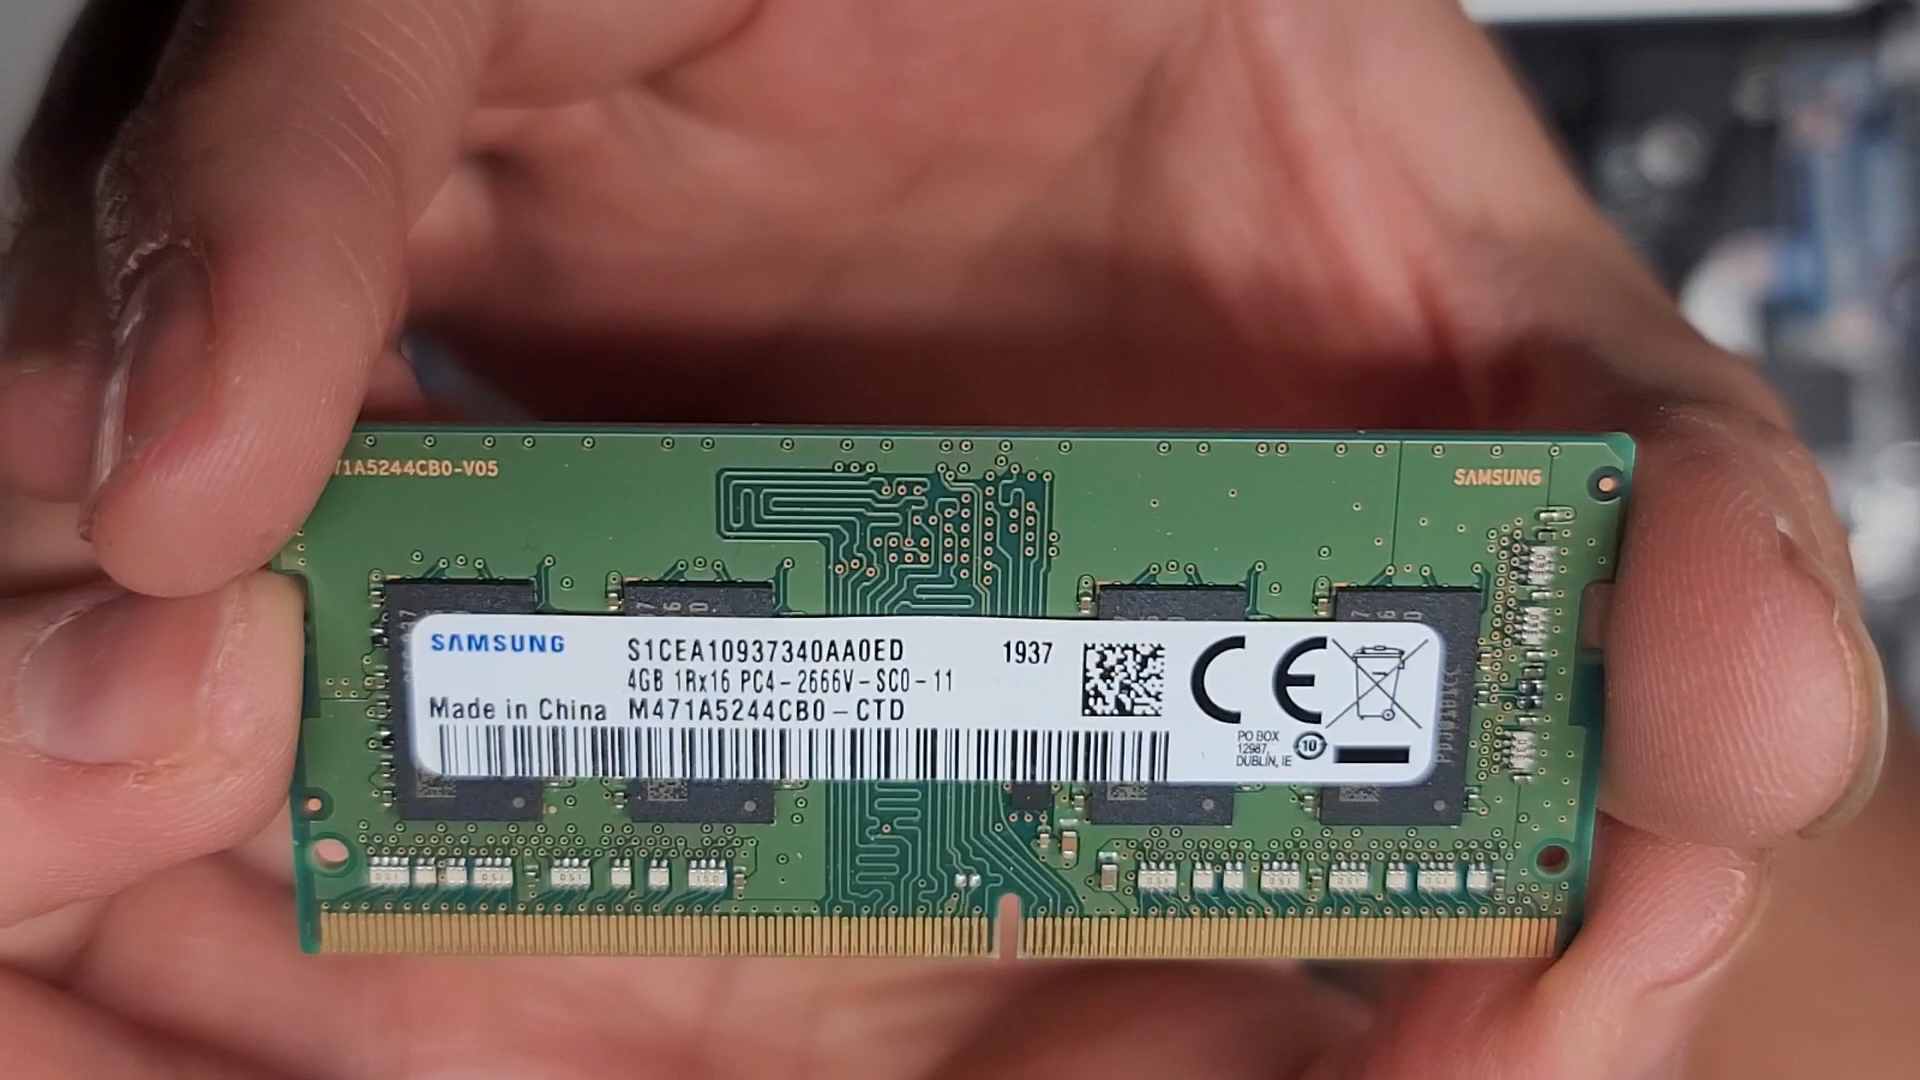 71A5244CB0-V05
SAMSUNG
SAMSUNG
S1CEA10937340AA0ED
1937
4GB 1Rx16 PC4-2666V-SC0-11
Made in China M471A5244CB0-CTD
CE
PO BOX
12987,
DUBLIN, IE
10